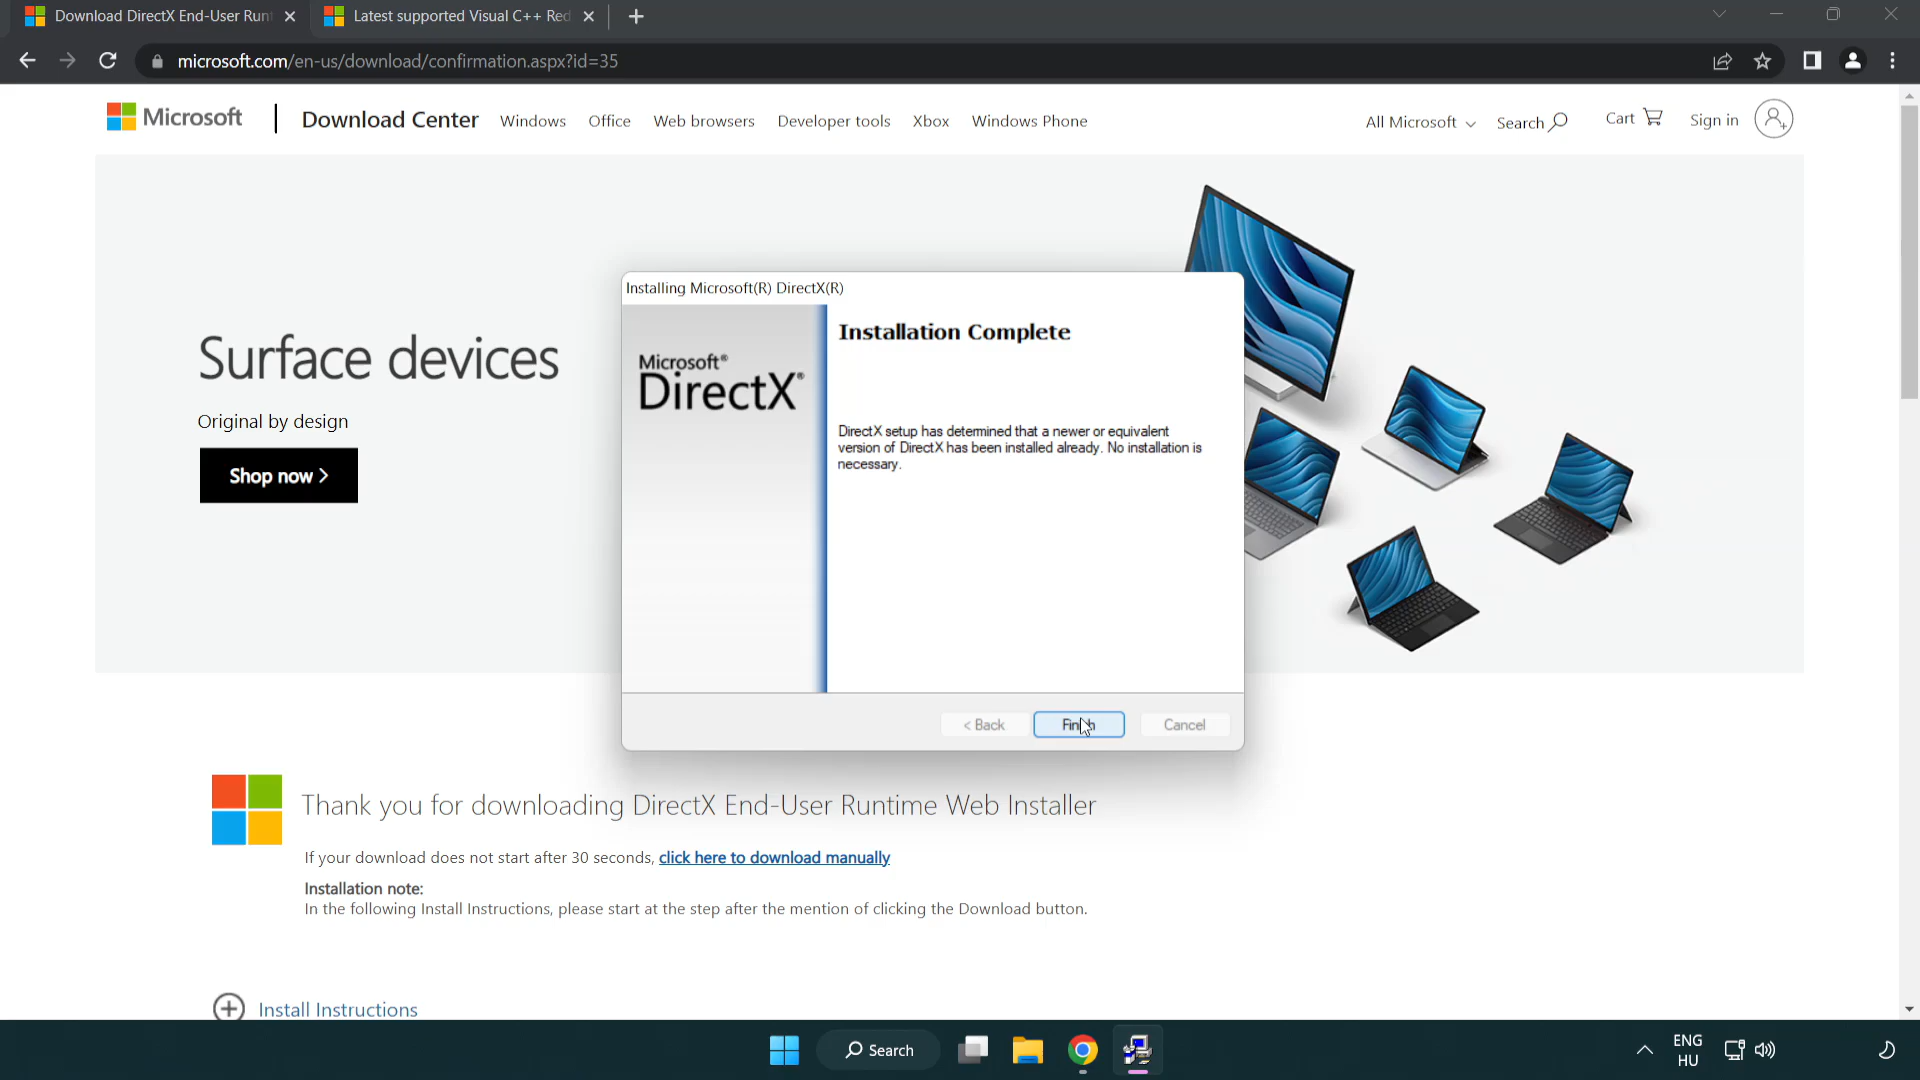 Download DirectX End-User Runt
Latest supported Visual C++ Red
microsoft.com/en-us/download/confirmation.aspx?id=35
Microsoft
Download Center
Windows
Office
Web browsers
Developer tools
Xbox
Windows Phone
All Microsoft
Search
Cart
Sign in
Surface devices
Original by design
Shop now >
Installing Microsoft(R) DirectX(R)
Microsoft®
DirectX®
Installation Complete
DirectX setup has determined that a newer or equivalent
version of DirectX has been installed already. No installation is
necessary.
< Back
Finish
Cancel
Thank you for downloading DirectX End-User Runtime Web Installer
If your download does not start after 30 seconds, click here to download manually
Installation note:
In the following Install Instructions, please start at the step after the mention of clicking the Download button.
Install Instructions
Search
ENG
HU